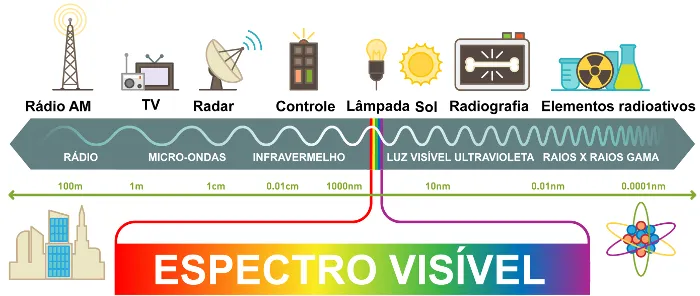 Rádio AM
TV
Radar
Controle
Lâmpada
Sol
Radiografia
Elementos radioativos
RÁDIO
MICRO-ONDAS
INFRAVERMELHO
LUZ VISÍVEL
ULTRAVIOLETA
RAIOS X
RAIOS GAMA
100m
1m
1cm
0.01cm
1000nm
10nm
0.01nm
0.0001nm
ESPECTRO VISÍVEL